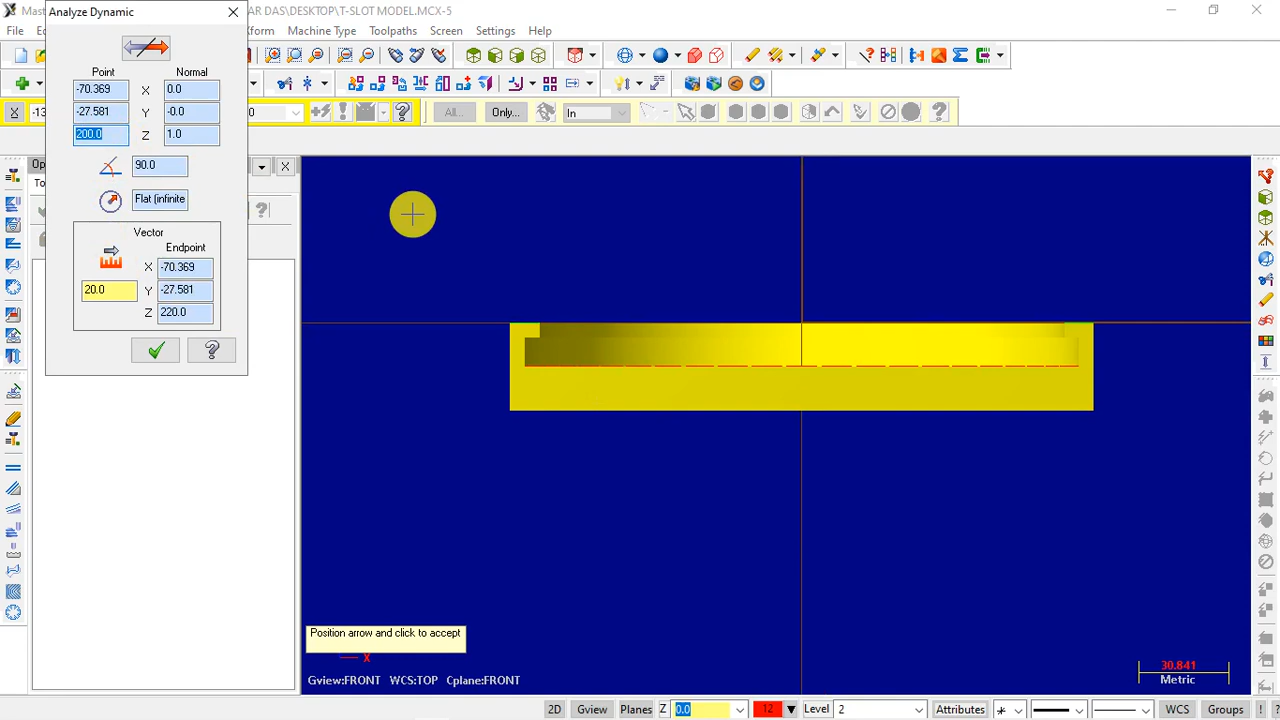 Analyze Dynamic
Mas
AR DAS\DESKTOP\T-SLOT MODEL.MCX-5
File
Xform
Machine Type
Toolpaths
Screen
Settings
Help
Point
Normal
-70.369
X
0.0
-27.581
Y
-0.0
200.0
Z
1.0
-13
0
All...
Only...
In
90.0
Flat (infinite
Vector
Endpoint
X
-70.369
20.0
Y
-27.581
Z
220.0
Position arrow and click to accept
X
30.841
Metric
Gview:FRONT WCS:TOP Cplane:FRONT
2D
Gview
Planes
Z
0.0
12
Level
2
Attributes
WCS
Groups